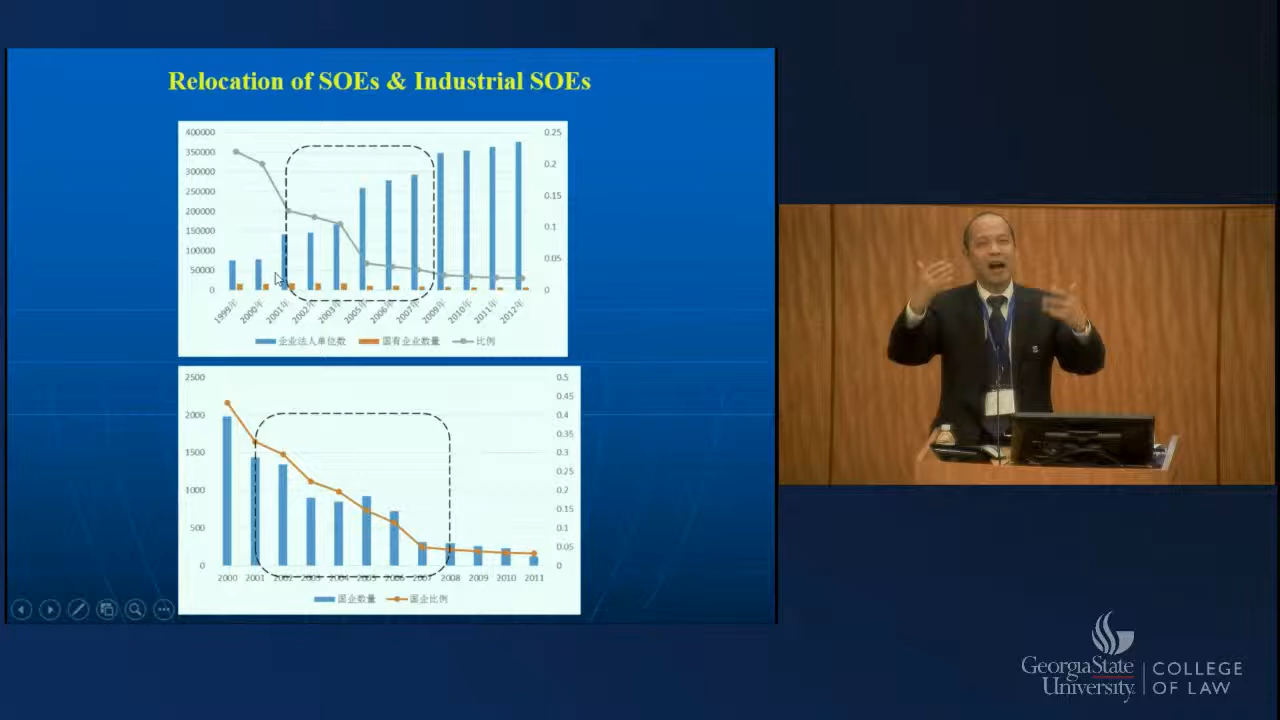 Relocation of SOEs & Industrial SOEs
400000
350000
300000
250000
200000
150000
100000
50000
0
0.25
0.2
0.15
0.1
0.05
0
1999年
2000年
2001年
2002年
2003年
2005年
2006年
2007年
2009年
2010年
2011年
2012年
企业法人单位数
国有企业数量
比例
2500
2000
1500
1000
500
0
0.5
0.45
0.4
0.35
0.3
0.25
0.2
0.15
0.1
0.05
0
2000
2001
2002
2003
2004
2005
2006
2007
2008
2009
2010
2011
国企数量
国企比例
GeorgiaState
University
COLLEGE
OF LAW